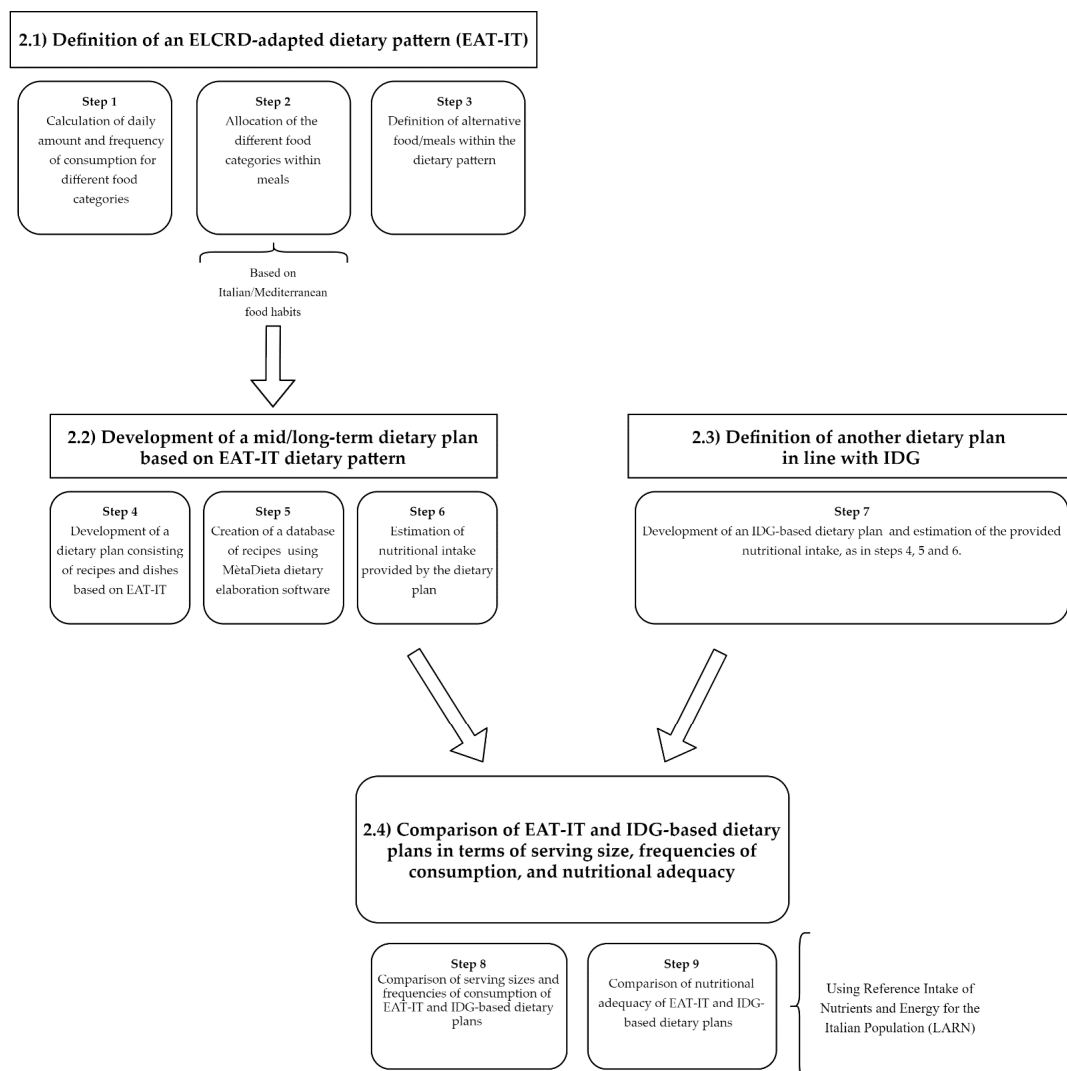 2.1) Definition of an ELCRD-adapted dietary pattern (EAT-IT)
Step 1
Calculation of daily
amount and frequency
of consumption for
different food
categories
Step 2
Allocation of the
different food
categories within
meals
Step 3
Definition of alternative
food/meals within the
dietary pattern
Based on
Italian/Mediterranean
food habits
2.2) Development of a mid/long-term dietary plan
based on EAT-IT dietary pattern
Step 4
Development of a
dietary plan consisting
of recipes and dishes
based on EAT-IT
Step 5
Creation of a database
of recipes using
MètaDieta dietary
elaboration software
Step 6
Estimation of
nutritional intake
provided by the dietary
plan
2.3) Definition of another dietary plan
in line with IDG
Step 7
Development of an IDG-based dietary plan and estimation of the provided
nutritional intake, as in steps 4, 5 and 6.
2.4) Comparison of EAT-IT and IDG-based dietary
plans in terms of serving size, frequencies of
consumption, and nutritional adequacy
Step 8
Comparison of serving sizes and
frequencies of consumption of
EAT-IT and IDG-based dietary
plans
Step 9
Comparison of nutritional
adequacy of EAT-IT and IDG-
based dietary plans
Using Reference Intake of
Nutrients and Energy for the
Italian Population (LARN)